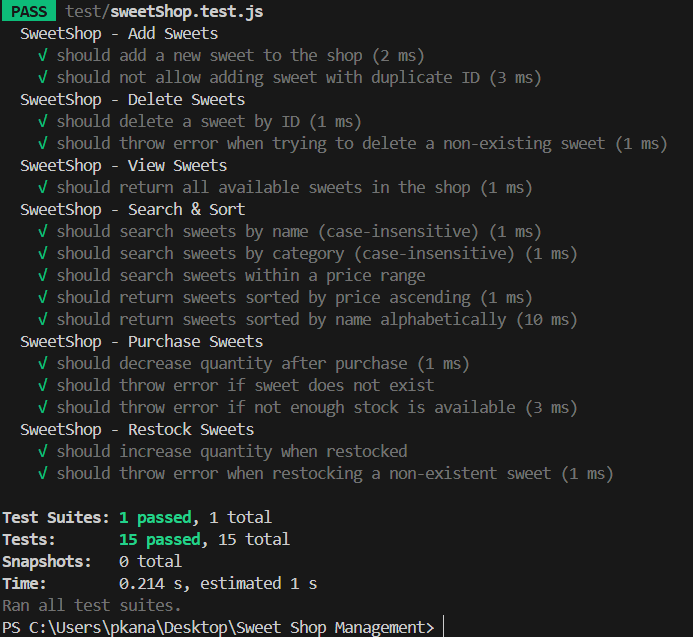 PASS test/sweetShop.test.js
SweetShop - Add Sweets
√ should add a new sweet to the shop (2 ms)
√ should not allow adding sweet with duplicate ID (3 ms)
SweetShop - Delete Sweets
√ should delete a sweet by ID (1 ms)
√ should throw error when trying to delete a non-existing sweet (1 ms)
SweetShop - View Sweets
√ should return all available sweets in the shop (1 ms)
SweetShop - Search & Sort
√ should search sweets by name (case-insensitive) (1 ms)
√ should search sweets by category (case-insensitive) (1 ms)
√ should search sweets within a price range
√ should return sweets sorted by price ascending (1 ms)
√ should return sweets sorted by name alphabetically (10 ms)
SweetShop - Purchase Sweets
√ should decrease quantity after purchase (1 ms)
√ should throw error if sweet does not exist
√ should throw error if not enough stock is available (3 ms)
SweetShop - Restock Sweets
√ should increase quantity when restocked
√ should throw error when restocking a non-existent sweet (1 ms)
Test Suites: 1 passed, 1 total
Tests: 15 passed, 15 total
Snapshots: 0 total
Time: 0.214 s, estimated 1 s
Ran all test suites.
PS C:\Users\pkana\Desktop\Sweet Shop Management>